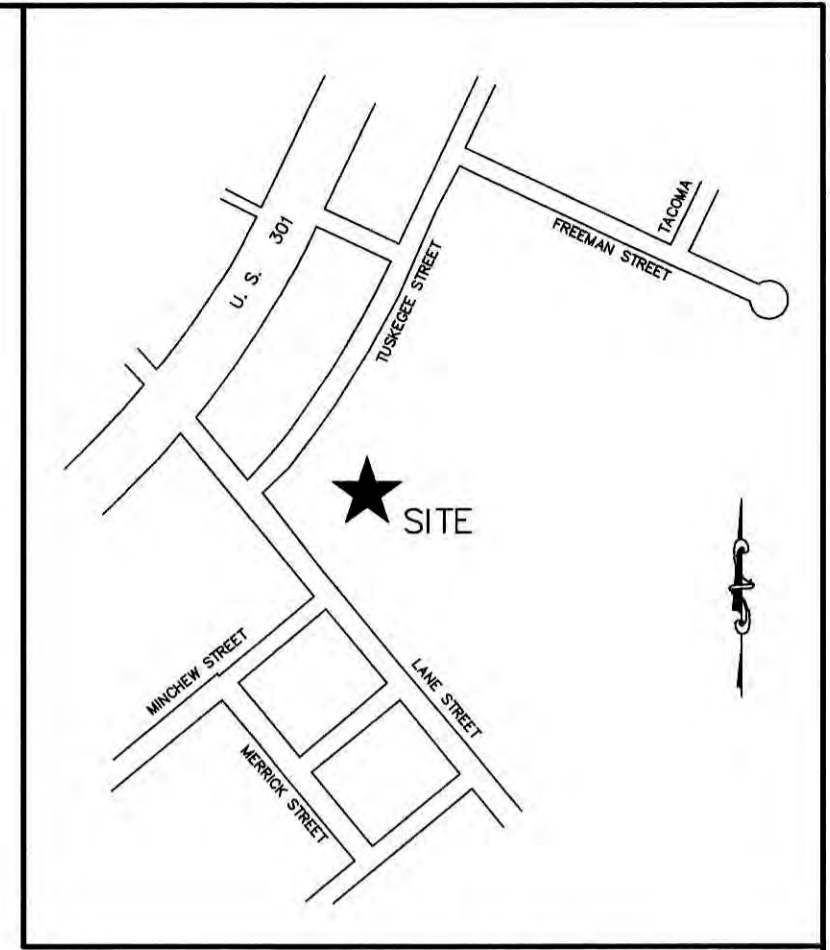 TACOMA
FREEMAN STREET
U. S. 301
TUSKEGEE STREET
SITE
MINCHEW STREET
LANE STREET
MERRICK STREET